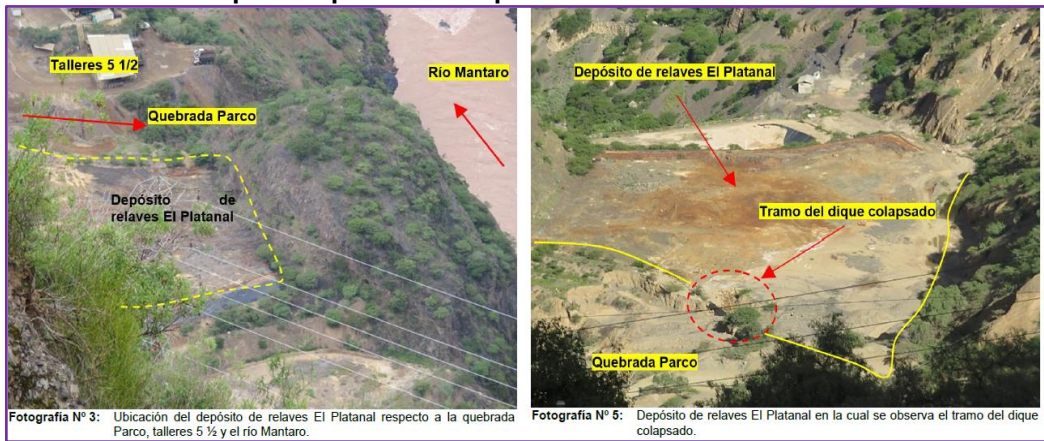 Talleres 5 1/2
Río Mantaro
Quebrada Parco
Depósito de
relaves El Platanal
Fotografía Nº 3: Ubicación del depósito de relaves El Platanal respecto a la quebrada
Parco, talleres 5 ½ y el río Mantaro.
Depósito de relaves El Platanal
Tramo del dique colapsado
Quebrada Parco
Fotografía Nº 5: Depósito de relaves El Platanal en la cual se observa el tramo del dique
colapsado.